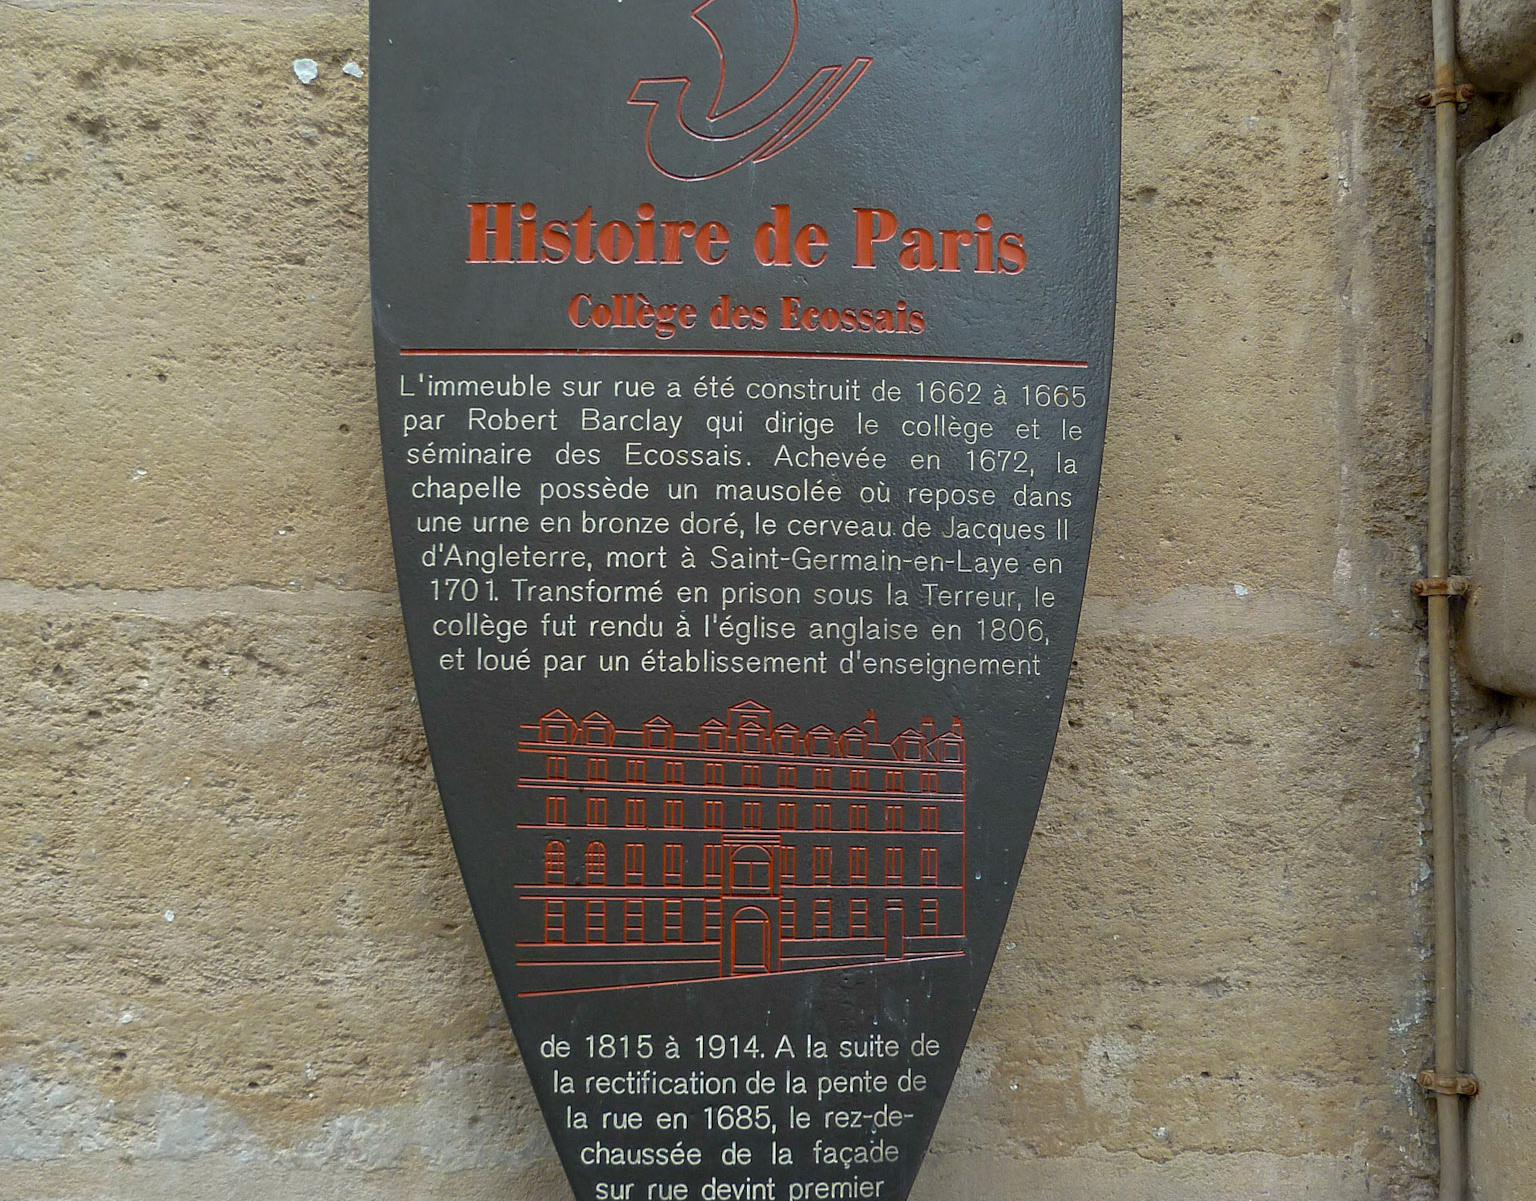 Histoire de Paris
Collège des Ecossais
L'immeuble sur rue a été construit de 1662 à 1665
par Robert Barclay qui dirige le collège et le
séminaire des Ecossais. Achevée en 1672, la
chapelle possède un mausolée où repose dans
une urne en bronze doré, le cerveau de Jacques II
d'Angleterre, mort à Saint-Germain-en-Laye en
1701. Transformé en prison sous la Terreur, le
collège fut rendu à l'église anglaise en 1806,
et loué par un établissement d'enseignement
de 1815 à 1914. A la suite de
la rectification de la pente de
la rue en 1685, le rez-de-
chaussée de la façade
sur rue devint premier